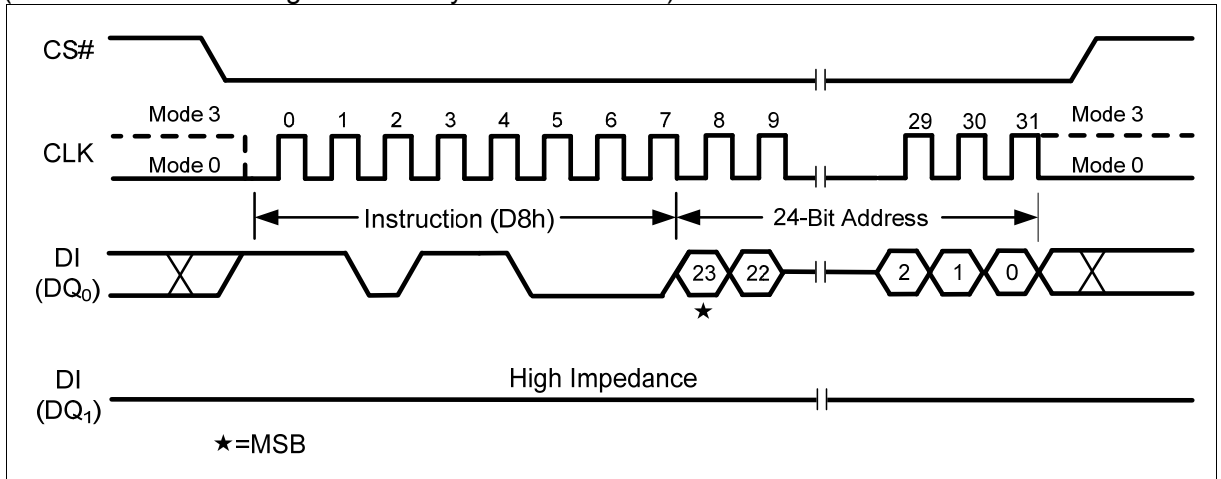 CS#
Mode 3
0 1 2 3 4 5 6 7 8 9 29 30 31
Mode 3
CLK
Mode 0
Mode 0
Instruction (D8h)
24-Bit Address
DI
(DQ0)
23 22 2 1 0
★
DI
(DQ1)
High Impedance
★=MSB